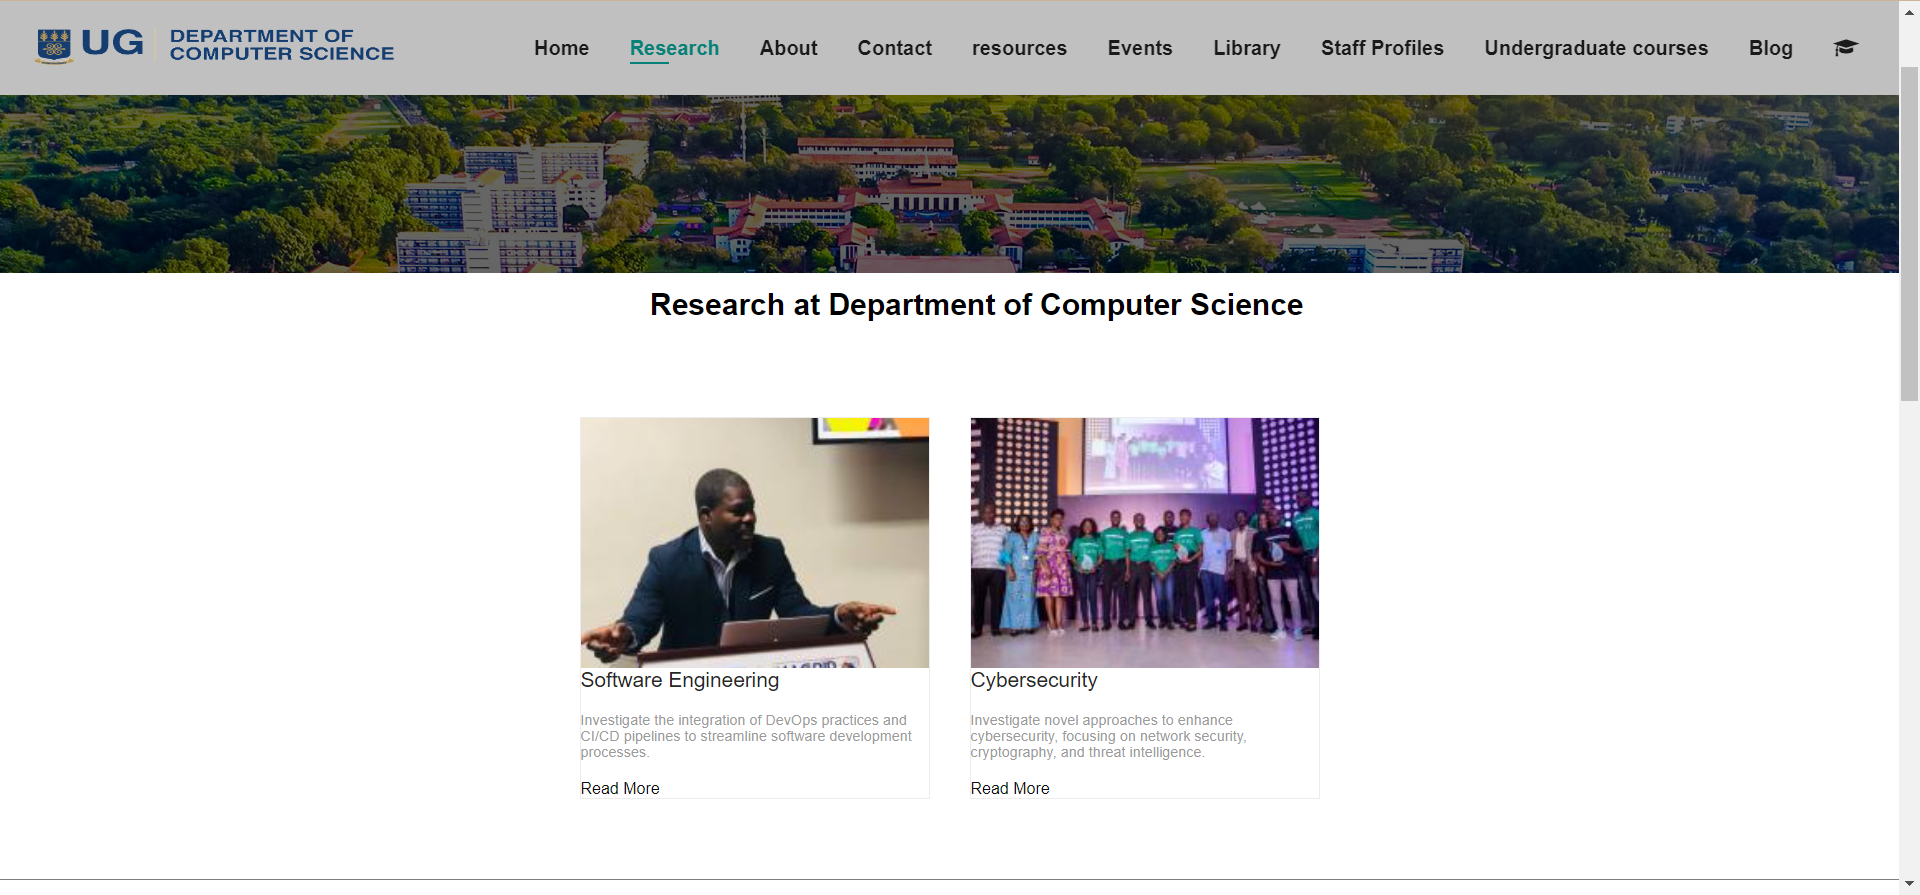 UG
DEPARTMENT OF
COMPUTER SCIENCE
Home Research About Contact resources Events Library Staff Profiles Undergraduate courses Blog
Research at Department of Computer Science
Software Engineering
Investigate the integration of DevOps practices and
CI/CD pipelines to streamline software development
processes.
Read More
Cybersecurity
Investigate novel approaches to enhance
cybersecurity, focusing on network security,
cryptography, and threat intelligence.
Read More